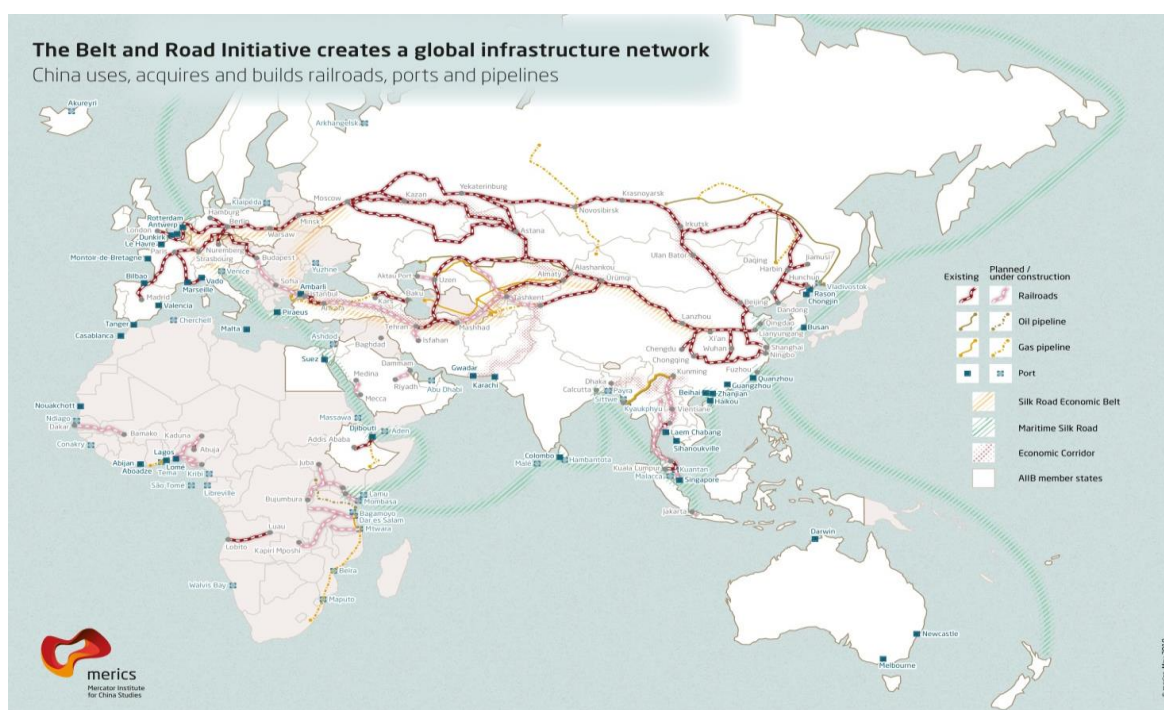 The Belt and Road Initiative creates a global infrastructure network
China uses, acquires and builds railroads, ports and pipelines
Akureyri
Arkhangelsk
Klaipėda
Moscow
Kazan
Yekaterinburg
Krasnoyarsk
Novosibirsk
Irkutsk
Rotterdam
Antwerp
London
Dunkirk
Le Havre
Paris
Montoir-de-Bretagne
Hamburg
Berlin
Warsaw
Minsk
Nuremberg
Strasbourg
Budapest
Bilbao
Madrid
Marseille
Vado
Venice
Valencia
Sofia
Yuzhne
Ambarli
Istanbul
Ankara
Kars
Piraeus
Tanger
Casablanca
Cherchell
Malta
Astana
Aktau Port
Uzen
Baku
Almaty
Alashankou
Ürümqi
Tashkent
Tehran
Mashhad
Isfahan
Ulan Bator
Daqing
Harbin
Jiamusi
Hunchun
Vladivostok
Rason
Chongjin
Beijing
Dandong
Qingdao
Lianyungang
Busan
Lanzhou
Xi'an
Wuhan
Chengdu
Chongqing
Shanghai
Ningbo
Fuzhou
Quanzhou
Guangzhou
Zhanjian
Beihai
Haikou
Kunming
Ashdod
Suez
Baghdad
Medina
Mecca
Dammam
Riyadh
Abu Dhabi
Gwadar
Karachi
Calcutta
Dhaka
Payra
Sittwe
Kyaukphyu
Vientiane
Laem Chabang
Sihanoukville
Kuala Lumpur
Kuantan
Malacca
Singapore
Jakarta
Colombo
Hambantota
Malé
Nouakchott
Ndiago
Dakar
Bamako
Conakry
Kaduna
Abuja
Lagos
Lomé
Abijan
Aboadze
Tema
Kribi
São Tomé
Libreville
Massawa
Djibouti
Aden
Addis Ababa
Juba
Bujumbura
Lamu
Mombasa
Bagamoyo
Dar es Salam
Mtwara
Lobito
Luau
Kapiri Mposhi
Walvis Bay
Beira
Maputo
Darwin
Newcastle
Melbourne
Existing
Planned /
under construction
Railroads
Oil pipeline
Gas pipeline
Port
Silk Road Economic Belt
Maritime Silk Road
Economic Corridor
AIIB member states
merics
Mercator Institute
for China Studies